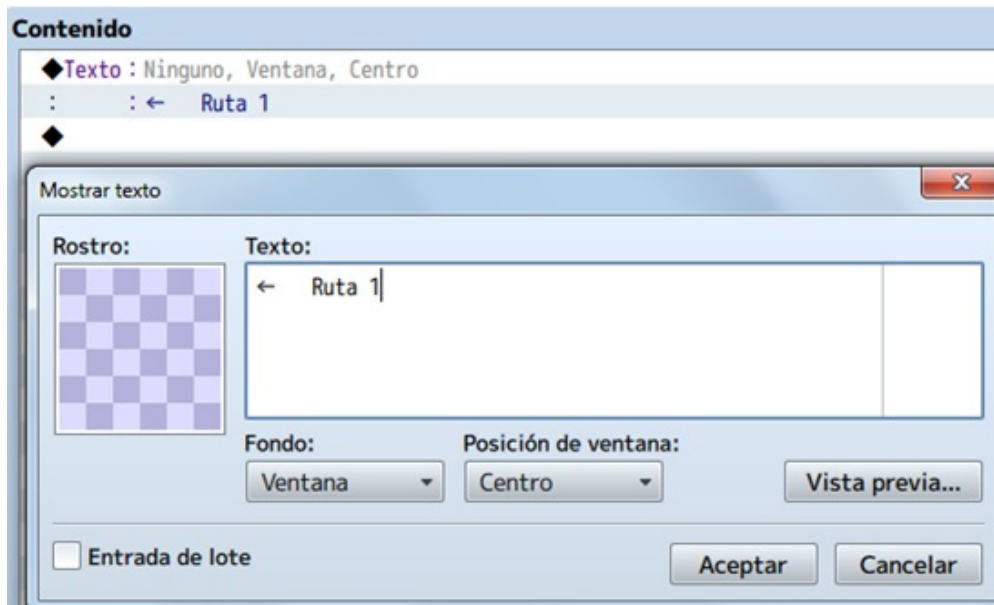 Contenido
◆Texto：Ninguno, Ventana, Centro
:      :←   Ruta 1
◆
Mostrar texto
Rostro:
Texto:
←   Ruta 1
Fondo:
Posición de ventana:
Ventana
Centro
Vista previa...
Entrada de lote
Aceptar
Cancelar